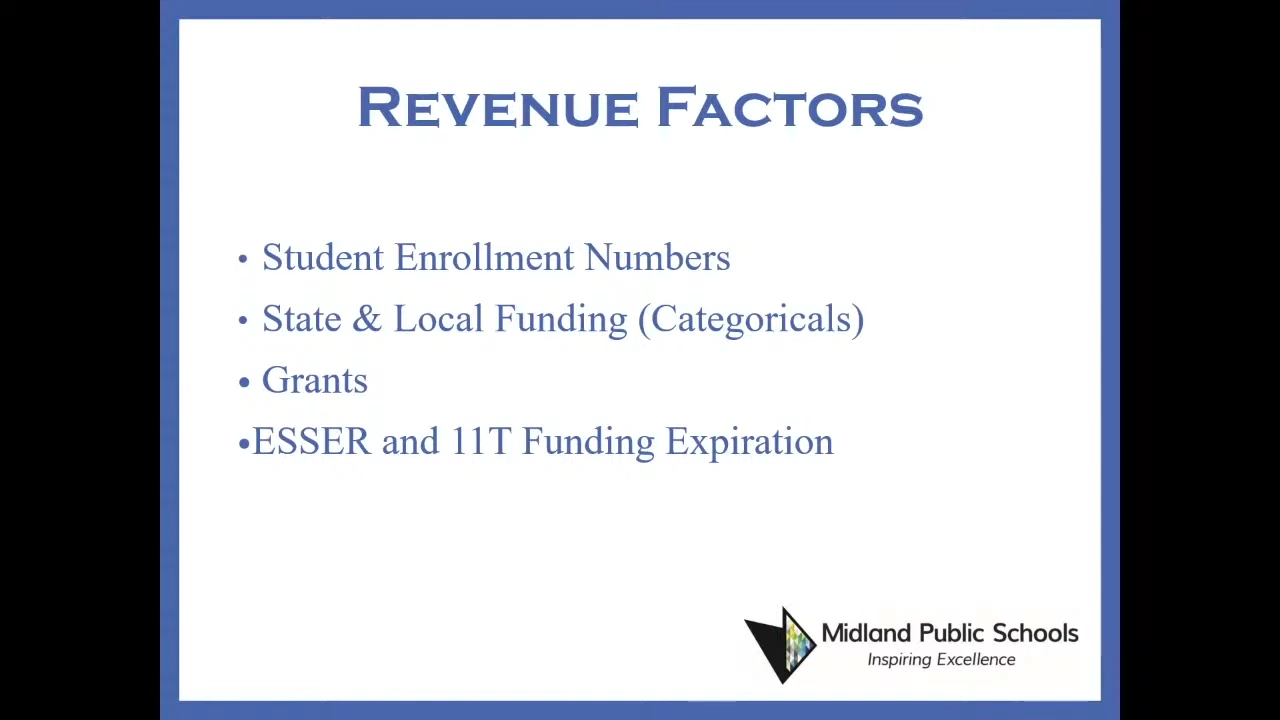 Revenue Factors
• Student Enrollment Numbers
• State & Local Funding (Categoricals)
• Grants
•ESSER and 11T Funding Expiration
Midland Public Schools
Inspiring Excellence